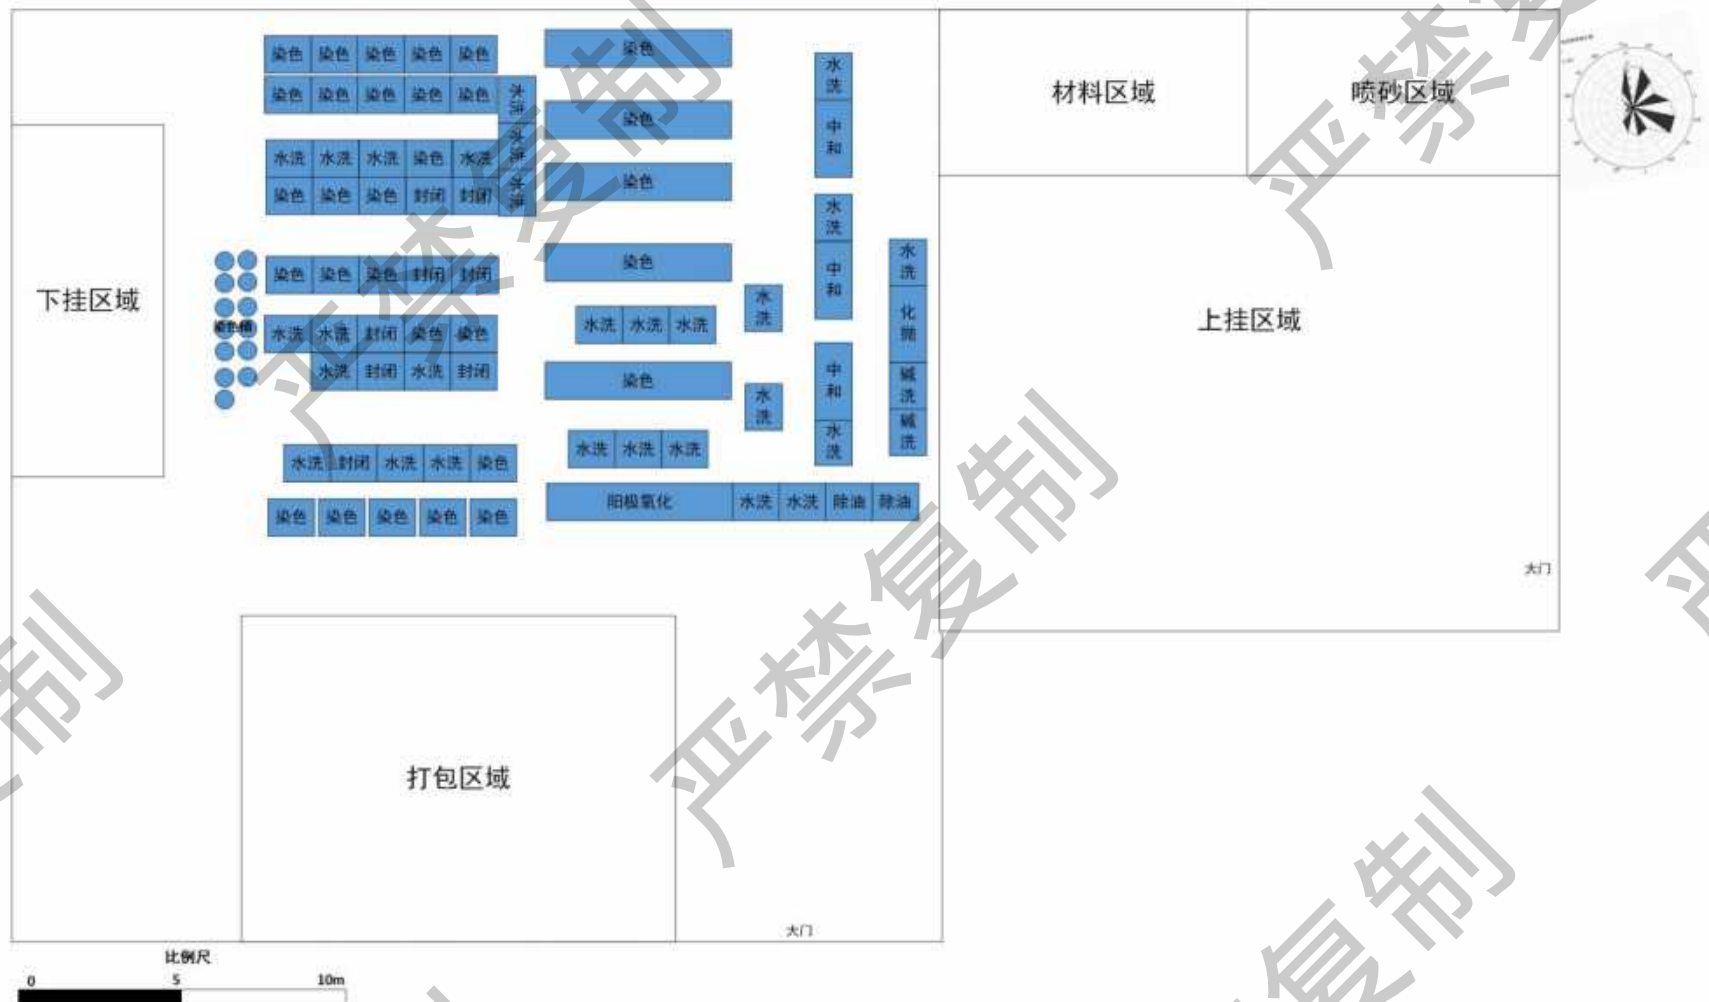 染色 染色 染色 染色 染色
染色 染色 染色 染色 染色
水洗
水洗
水洗
水洗 水洗 水洗 染色 水洗
染色 染色 染色 封闭 封闭
染色 染色 染色 封闭 封闭
水洗 水洗 封闭 染色 染色
水洗 封闭 水洗 封闭
水洗 封闭 水洗 水洗 染色
染色 染色 染色 染色 染色
下挂区域
染色
染色
染色
染色
水洗 水洗 水洗
染色
水洗 水洗 水洗
阳极氧化 水洗 水洗 除油 除油
水洗
水洗
水洗
中和
水洗
中和
中和
水洗
水洗
化抛
碱洗
碱洗
材料区域
喷砂区域
上挂区域
大门
打包区域
大门
比例尺
0 5 10m
严禁复制
严禁复制
严禁复制
严禁复制